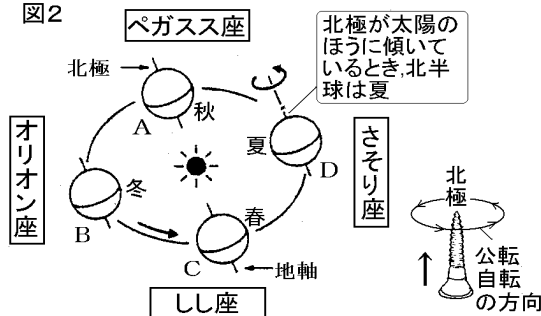 図2
ペガスス座
北極が太陽の
ほうに傾いて
いるとき,北半
球は夏
北極
秋
A
オリオン座
夏
D
さそり座
冬
B
春
C
地軸
しし座
北極
公転
自転
の方向